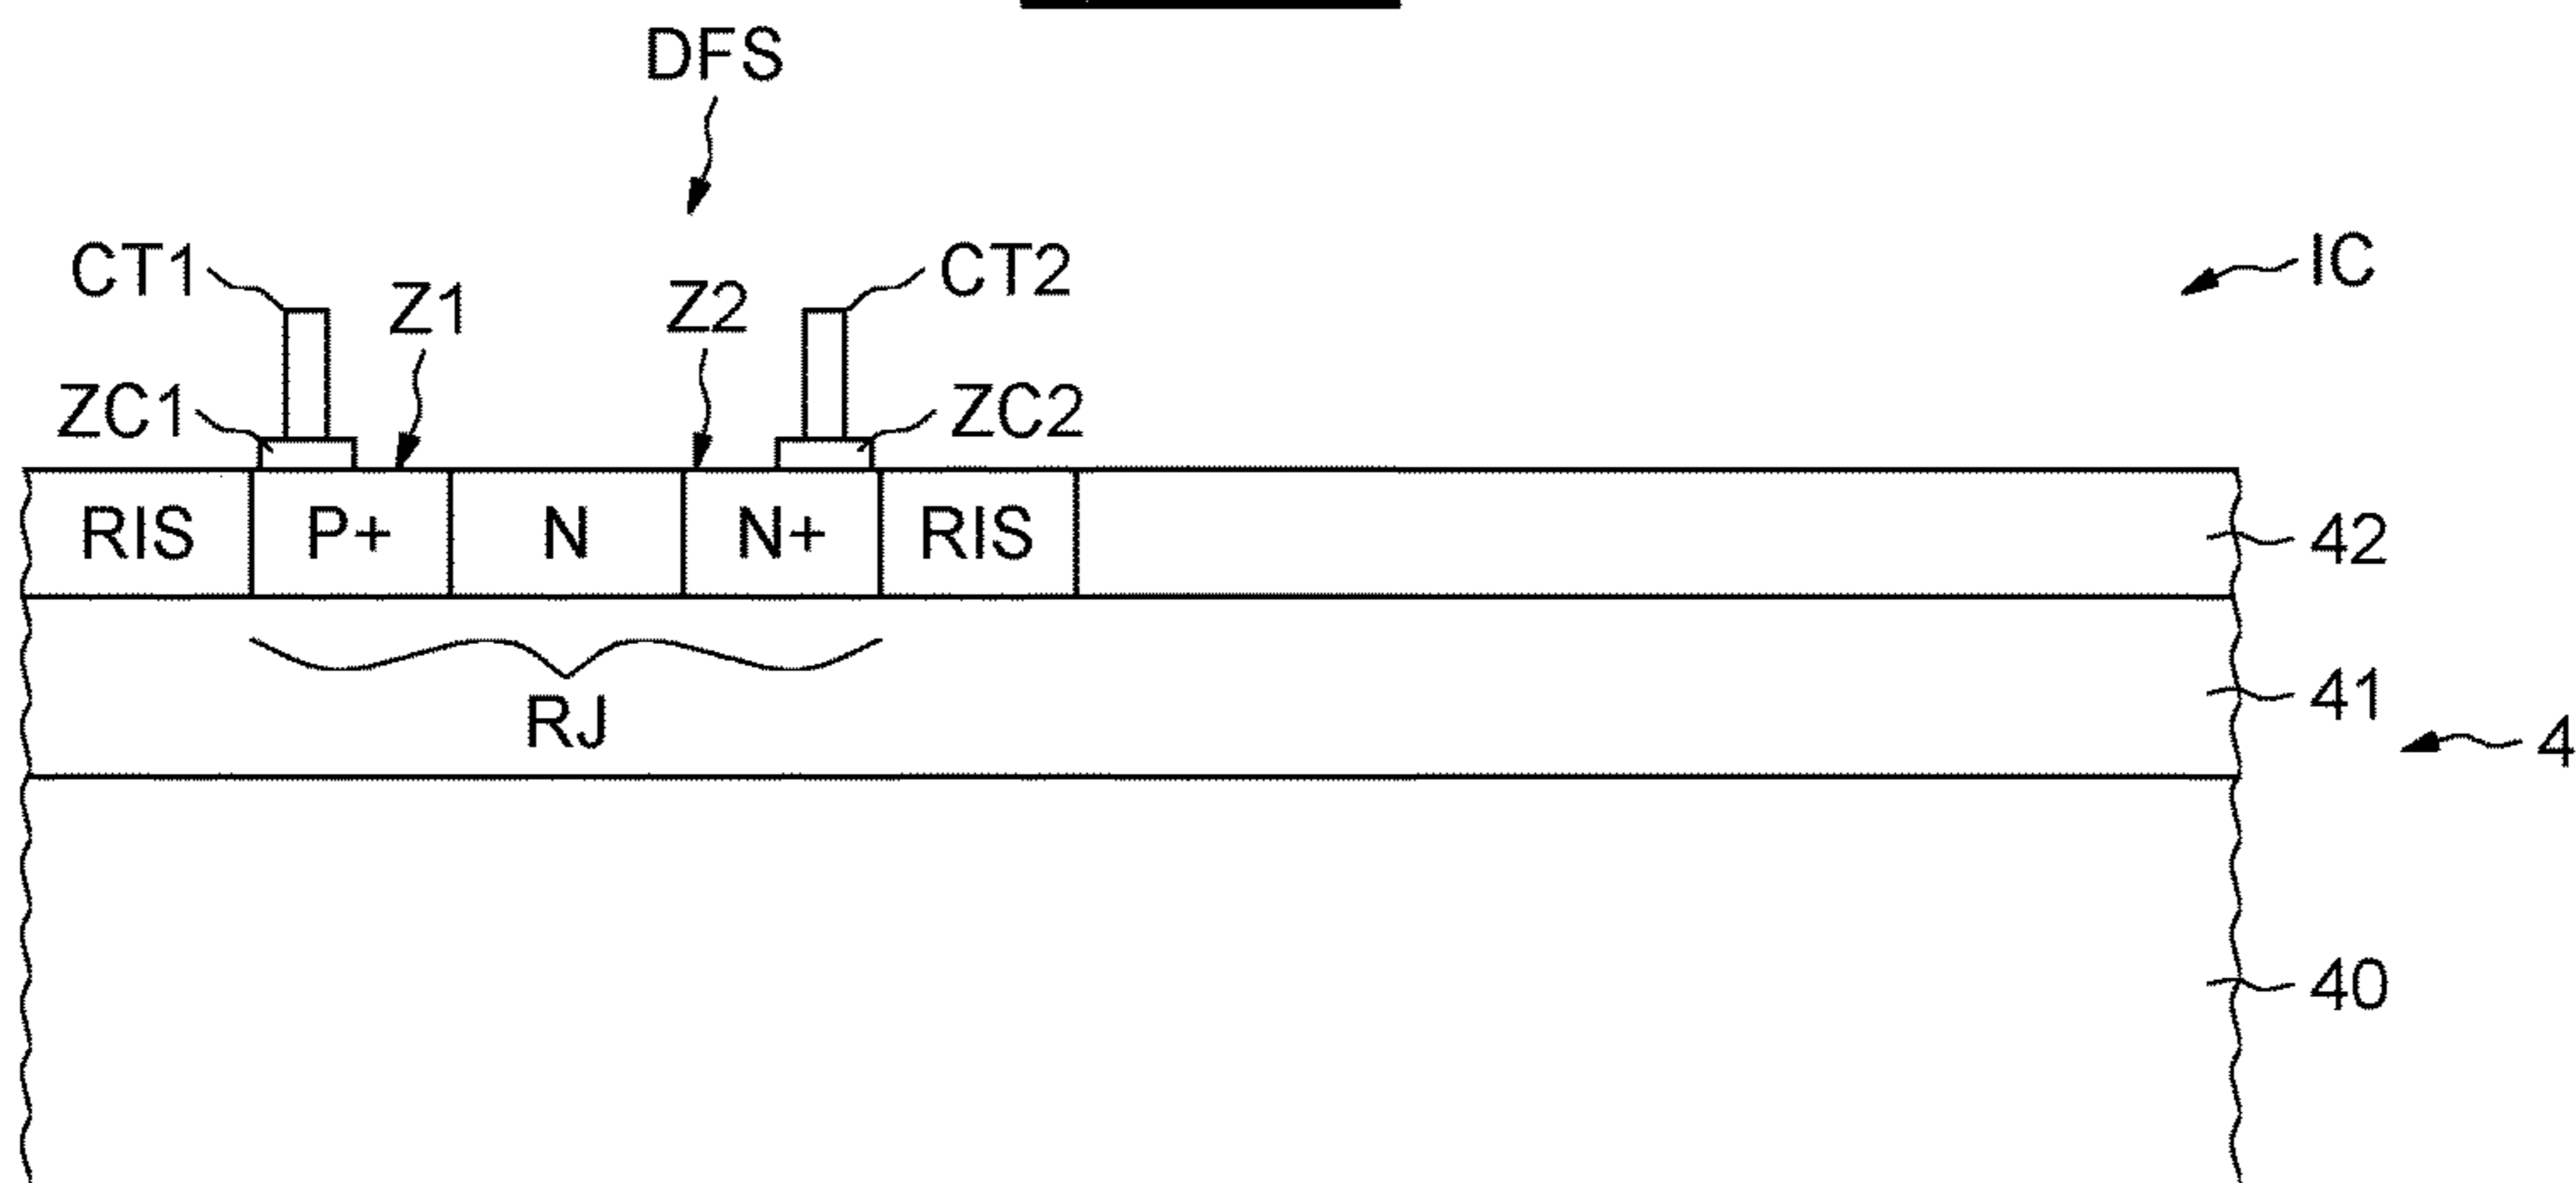 DFS
IC
CT1
Z1
Z2
CT2
ZC1
ZC2
RIS P+ N N+ RIS
42
RJ
41
4
40